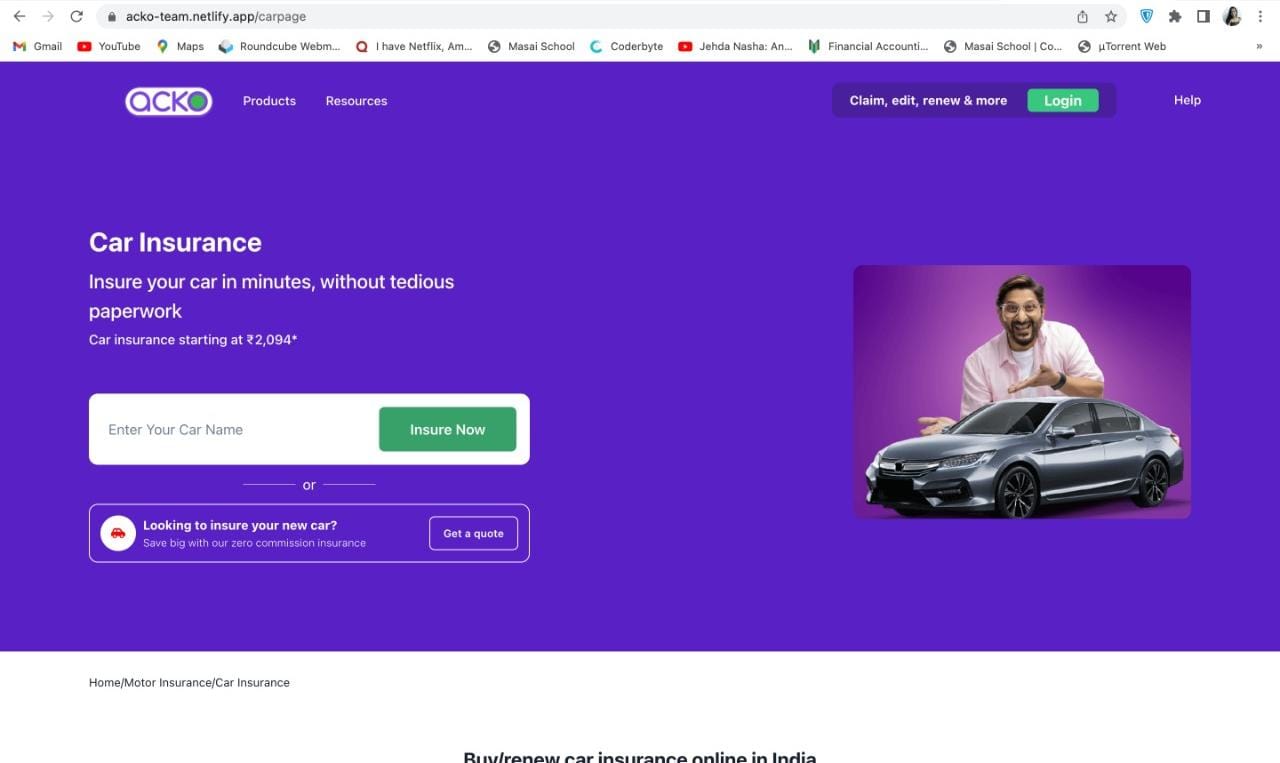 acko-team.netlify.app/carpage
Gmail YouTube Maps Roundcube Webm... I have Netflix, Am... Masai School Coderbyte Jehda Nasha: An... Financial Accounti... Masai School | Co... µTorrent Web »
acko Products Resources Claim, edit, renew & more Login Help
Car Insurance
Insure your car in minutes, without tedious
paperwork
Car insurance starting at ₹2,094*
Enter Your Car Name Insure Now
or
Looking to insure your new car?
Save big with our zero commission insurance
Get a quote
Home/Motor Insurance/Car Insurance
Buy/renew car insurance online in India